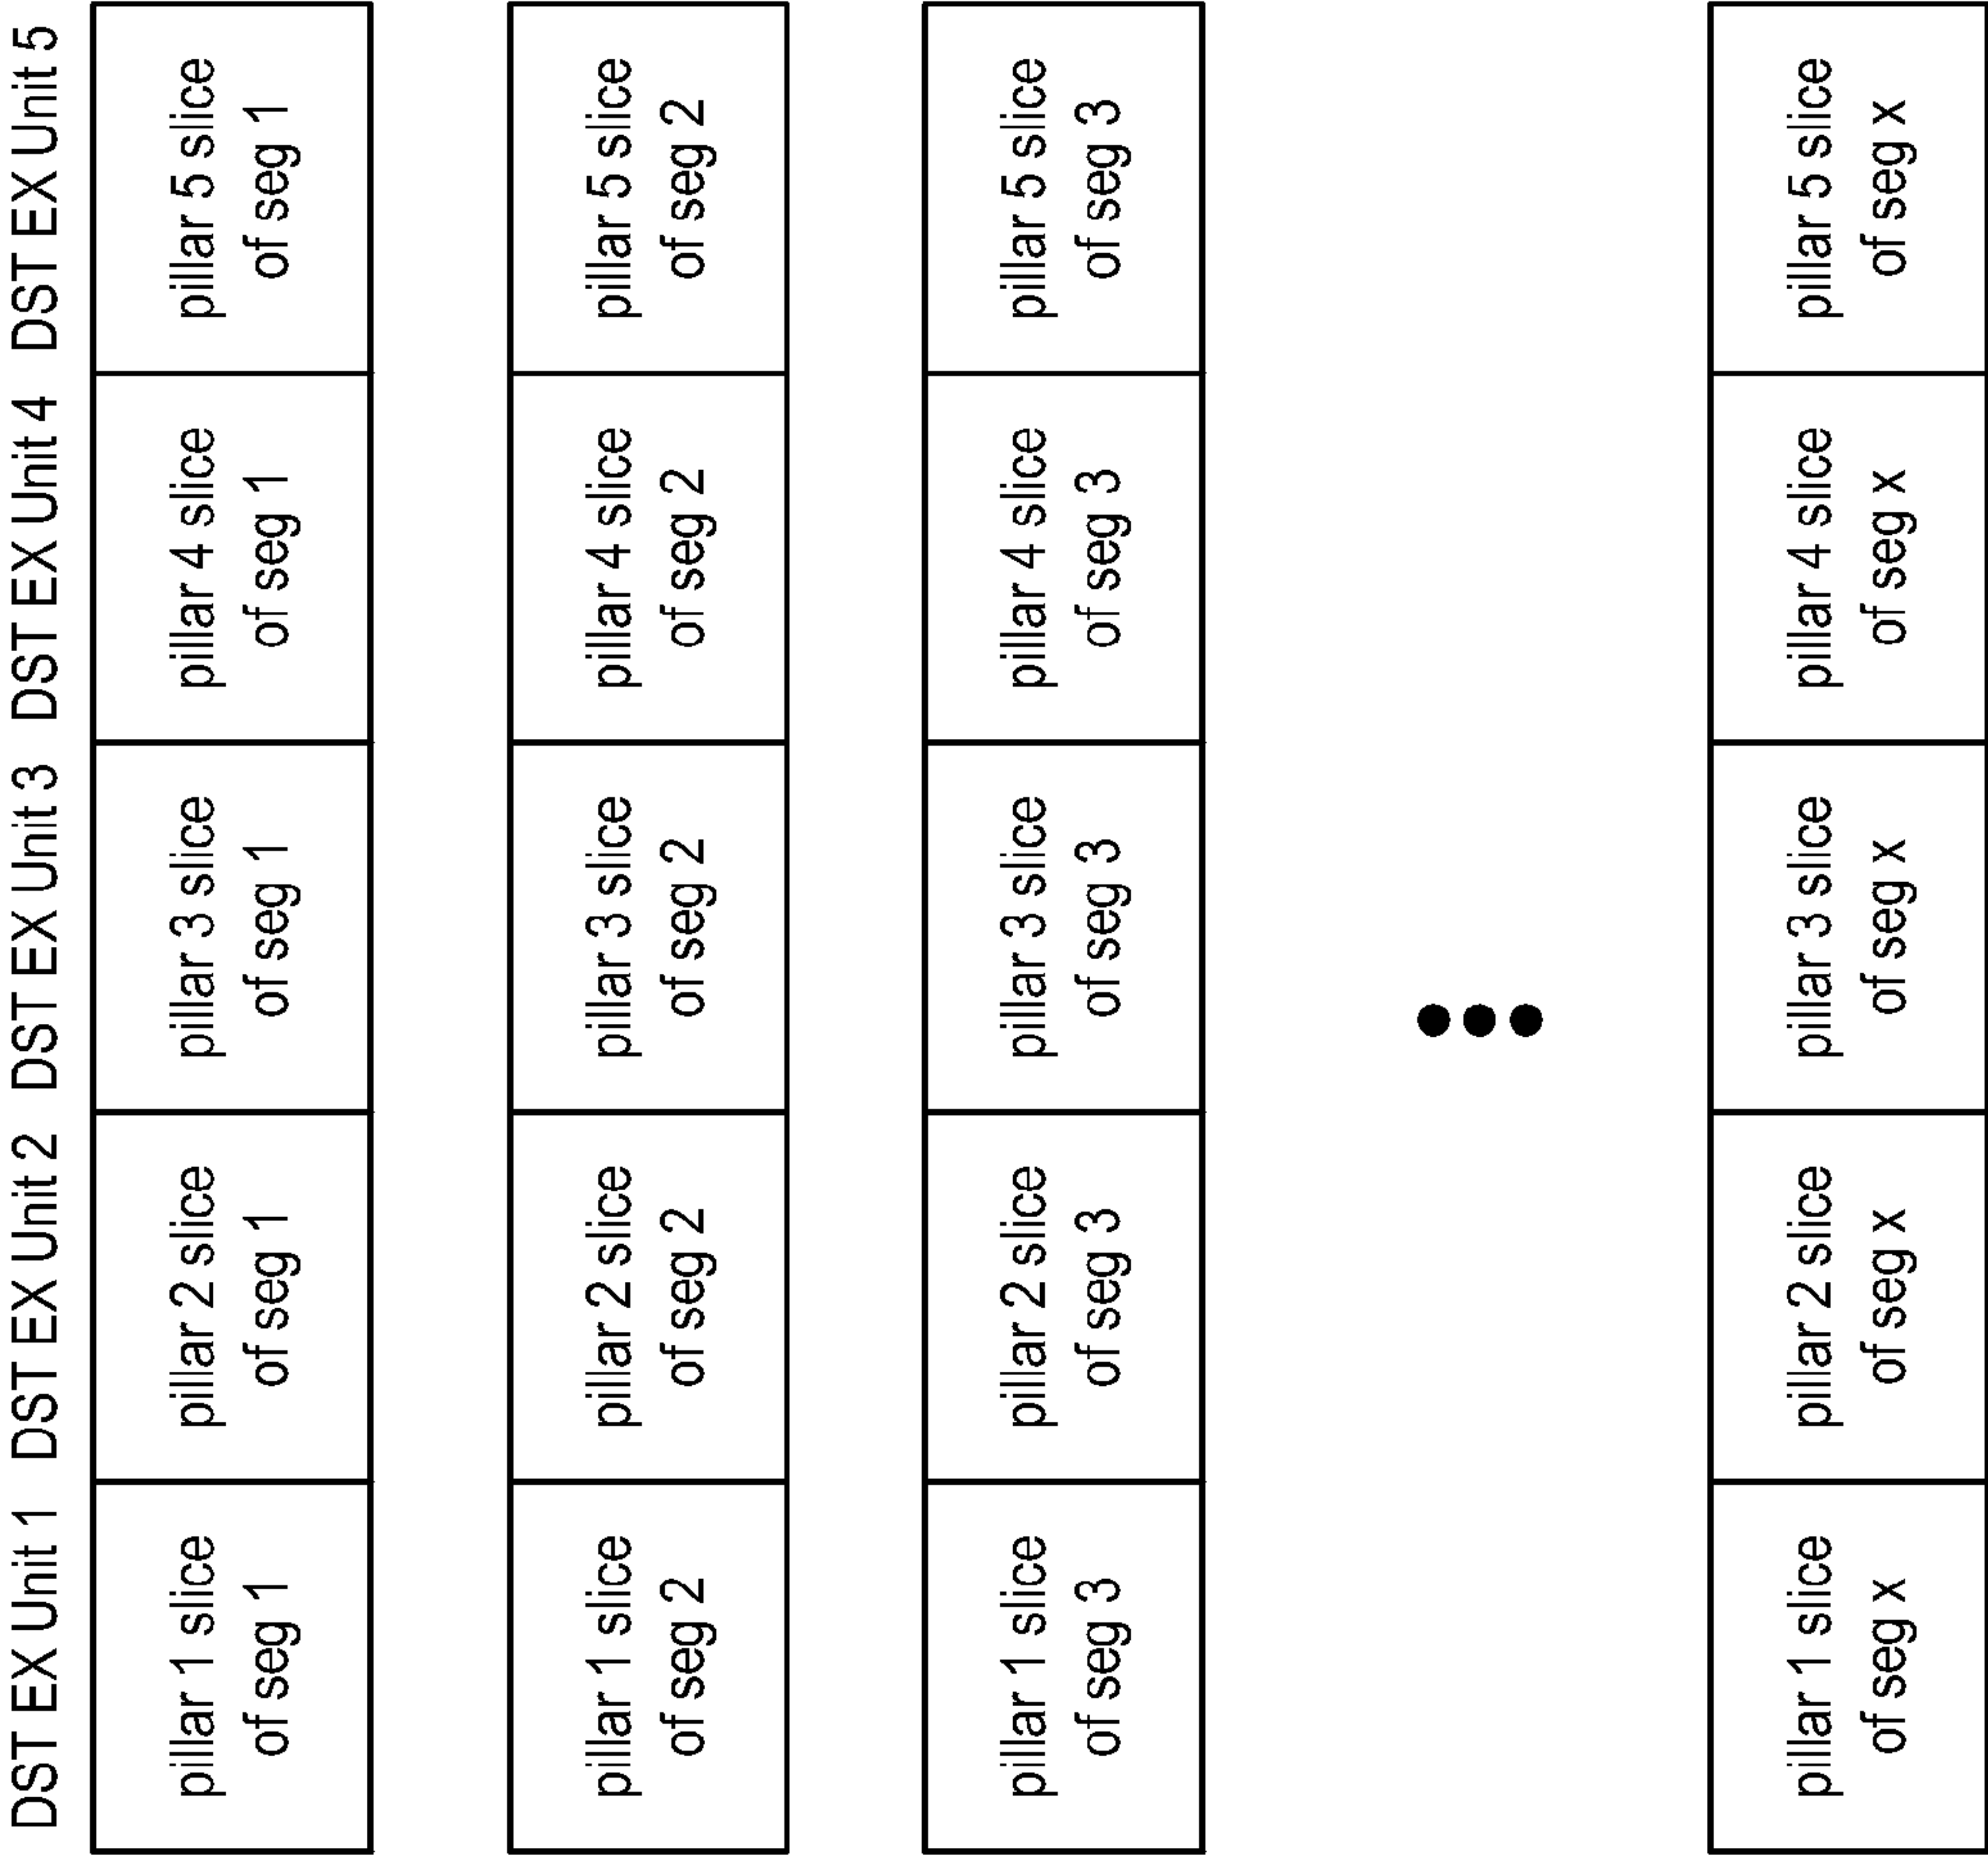 DST EX Unit 1 DST EX Unit 2 DST EX Unit 3 DST EX Unit 4 DST EX Unit 5
pillar 1 slice
of seg 1
pillar 2 slice
of seg 1
pillar 3 slice
of seg 1
pillar 4 slice
of seg 1
pillar 5 slice
of seg 1
pillar 1 slice
of seg 2
pillar 2 slice
of seg 2
pillar 3 slice
of seg 2
pillar 4 slice
of seg 2
pillar 5 slice
of seg 2
pillar 1 slice
of seg 3
pillar 2 slice
of seg 3
pillar 3 slice
of seg 3
pillar 4 slice
of seg 3
pillar 5 slice
of seg 3
pillar 1 slice
of seg x
pillar 2 slice
of seg x
pillar 3 slice
of seg x
pillar 4 slice
of seg x
pillar 5 slice
of seg x